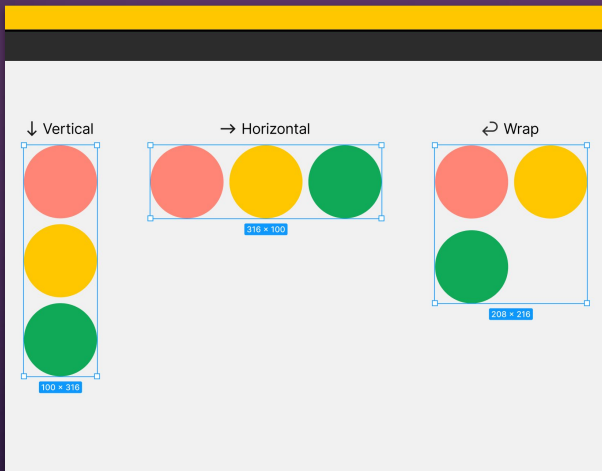 Vertical
Horizontal
Wrap
316 × 100
208 × 216
100 × 316